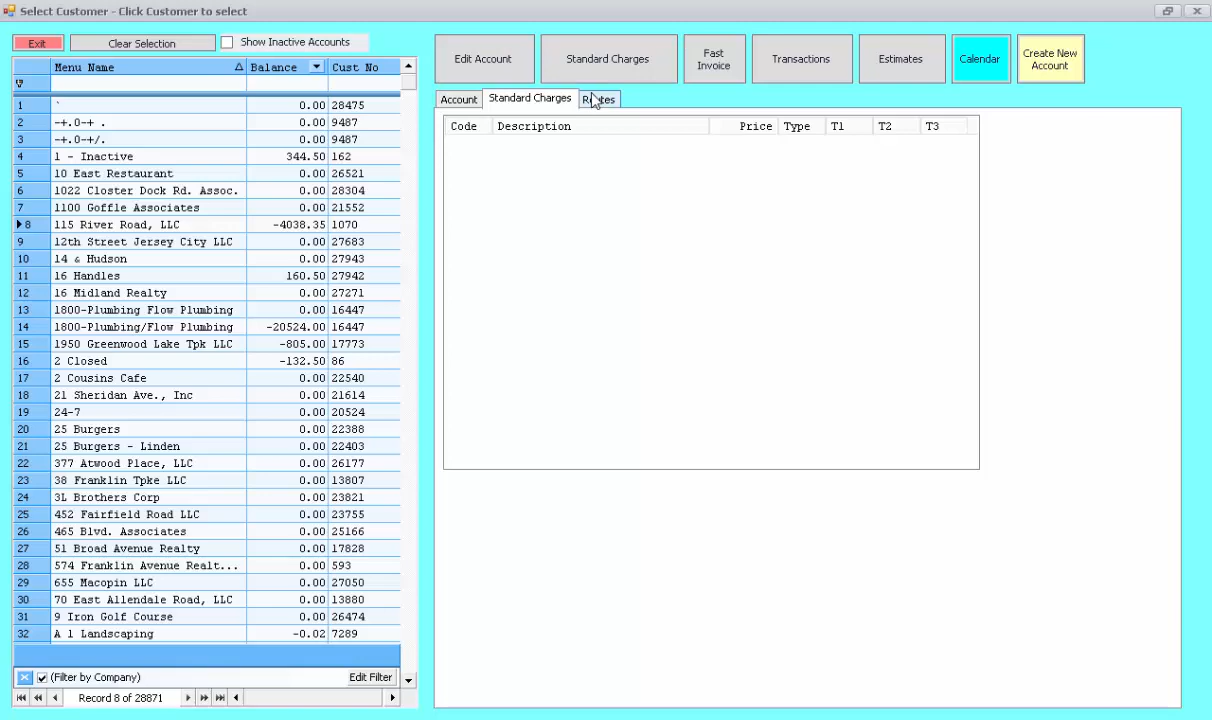 Select Customer - Click Customer to select
Exit
Clear Selection
Show Inactive Accounts
Edit Account
Standard Charges
Fast Invoice
Transactions
Estimates
Calendar
Create New Account
Menu Name Balance Cust No
Account Standard Charges
Code Description Price Type T1 T2 T3
1 ` 0.00 28475
2 -+.0-+ . 0.00 9487
3 -+.0-+/. 0.00 9487
4 1 - Inactive 344.50 162
5 10 East Restaurant 0.00 26521
6 1022 Closter Dock Rd. Assoc. 0.00 28304
7 1100 Goffle Associates 0.00 21552
8 115 River Road, LLC -4038.35 1070
9 12th Street Jersey City LLC 0.00 27683
10 14 & Hudson 0.00 27943
11 16 Handles 160.50 27942
12 16 Midland Realty 0.00 27271
13 1800-Plumbing Flow Plumbing 0.00 16447
14 1800-Plumbing/Flow Plumbing -20524.00 16447
15 1950 Greenwood Lake Tpk LLC -805.00 17773
16 2 Closed -132.50 86
17 2 Cousins Cafe 0.00 22540
18 21 Sheridan Ave., Inc 0.00 21614
19 24-7 0.00 20524
20 25 Burgers 0.00 22388
21 25 Burgers - Linden 0.00 22403
22 377 Atwood Place, LLC 0.00 26177
23 38 Franklin Tpke LLC 0.00 13807
24 3L Brothers Corp 0.00 23821
25 452 Fairfield Road LLC 0.00 23755
26 465 Blvd. Associates 0.00 25166
27 51 Broad Avenue Realty 0.00 17828
28 574 Franklin Avenue Realt... 0.00 593
29 655 Macopin LLC 0.00 27050
30 70 East Allendale Road, LLC 0.00 13880
31 9 Iron Golf Course 0.00 26474
32 A 1 Landscaping -0.02 7289
(Filter by Company) Edit Filter
Record 8 of 28871